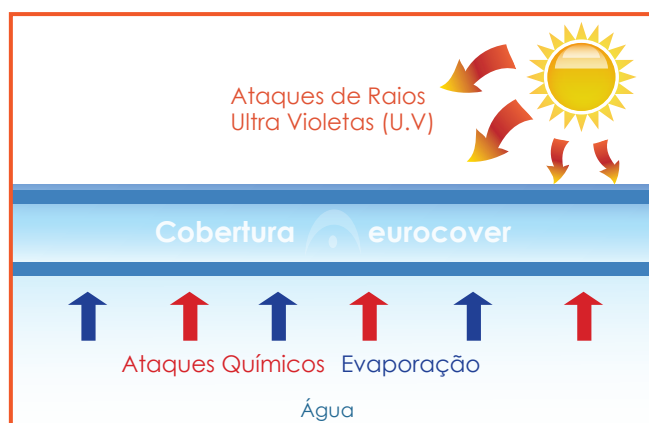 Ataques de Raios
Ultra Violetas (U.V)
Cobertura eurocover
Ataques Químicos Evaporação
Água